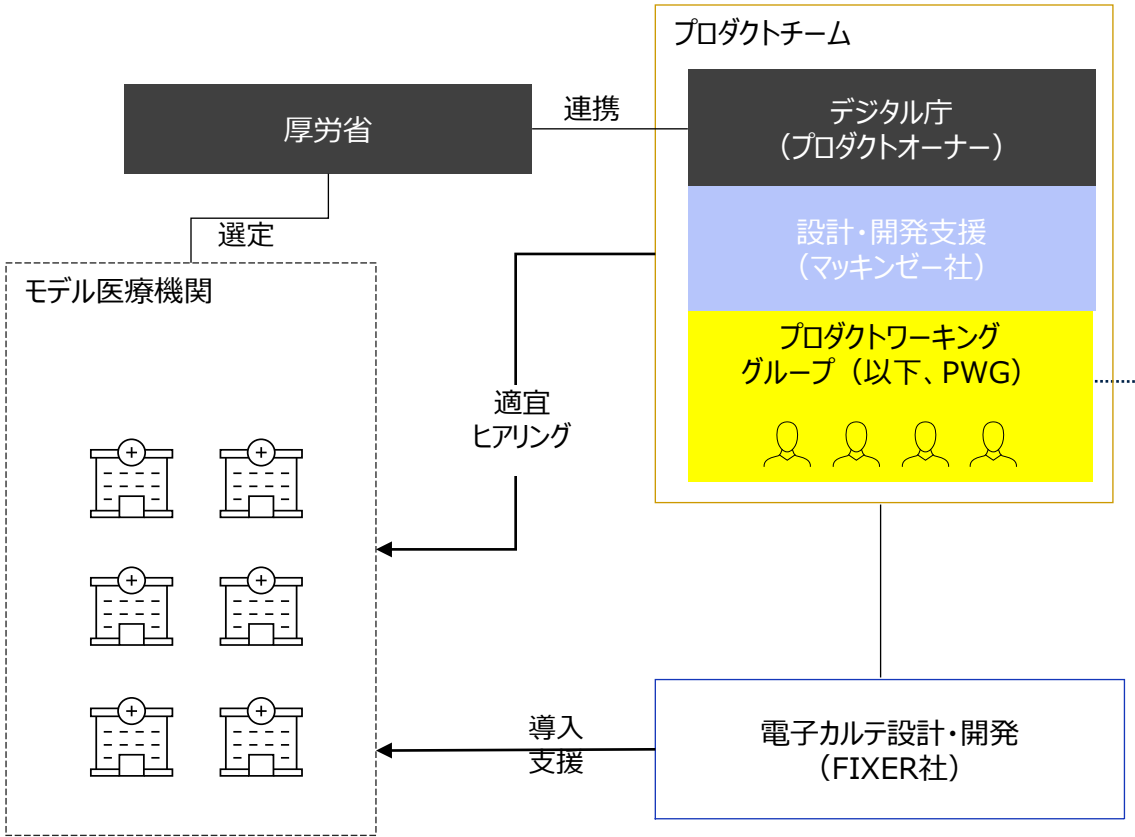 プロダクトチーム
厚労省
連携
デジタル庁
（プロダクトオーナー）
選定
設計・開発支援
（マッキンゼー社）
モデル医療機関
プロダクトワーキング
グループ（以下、PWG）
適宜
ヒアリング
導入
支援
電子カルテ設計・開発
（FIXER社）